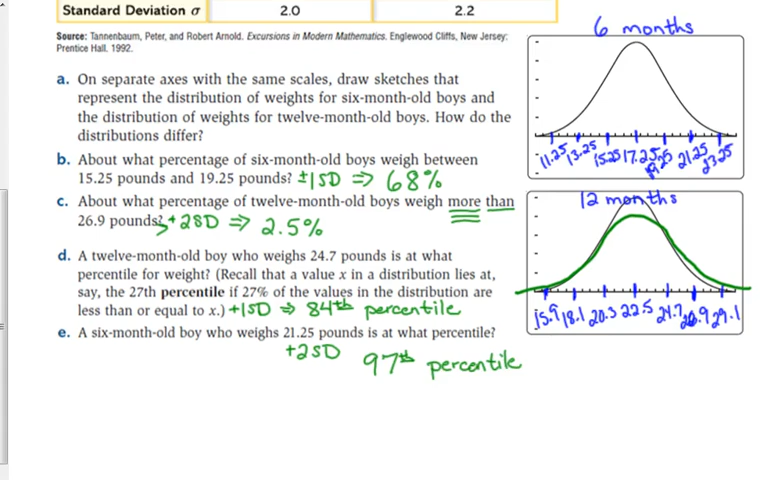 Standard Deviation σ 2.0 2.2
Source: Tannenbaum, Peter, and Robert Arnold. Excursions in Modern Mathematics. Englewood Cliffs, New Jersey:
Prentice Hall. 1992.
a. On separate axes with the same scales, draw sketches that
represent the distribution of weights for six-month-old boys and
the distribution of weights for twelve-month-old boys. How do the
distributions differ?
b. About what percentage of six-month-old boys weigh between
15.25 pounds and 19.25 pounds? ±1SD ⇒ 68%
c. About what percentage of twelve-month-old boys weigh more than
26.9 pounds? > +2SD ⇒ 2.5%
d. A twelve-month-old boy who weighs 24.7 pounds is at what
percentile for weight? (Recall that a value x in a distribution lies at,
say, the 27th percentile if 27% of the values in the distribution are
less than or equal to x.) +1SD ⇒ 84th percentile
e. A six-month-old boy who weighs 21.25 pounds is at what percentile?
+2SD 97th percentile
6 months
11.25 13.25 15.25 17.25 19.25 21.25 23.25
12 months
15.9 18.1 20.3 22.5 24.7 26.9 29.1